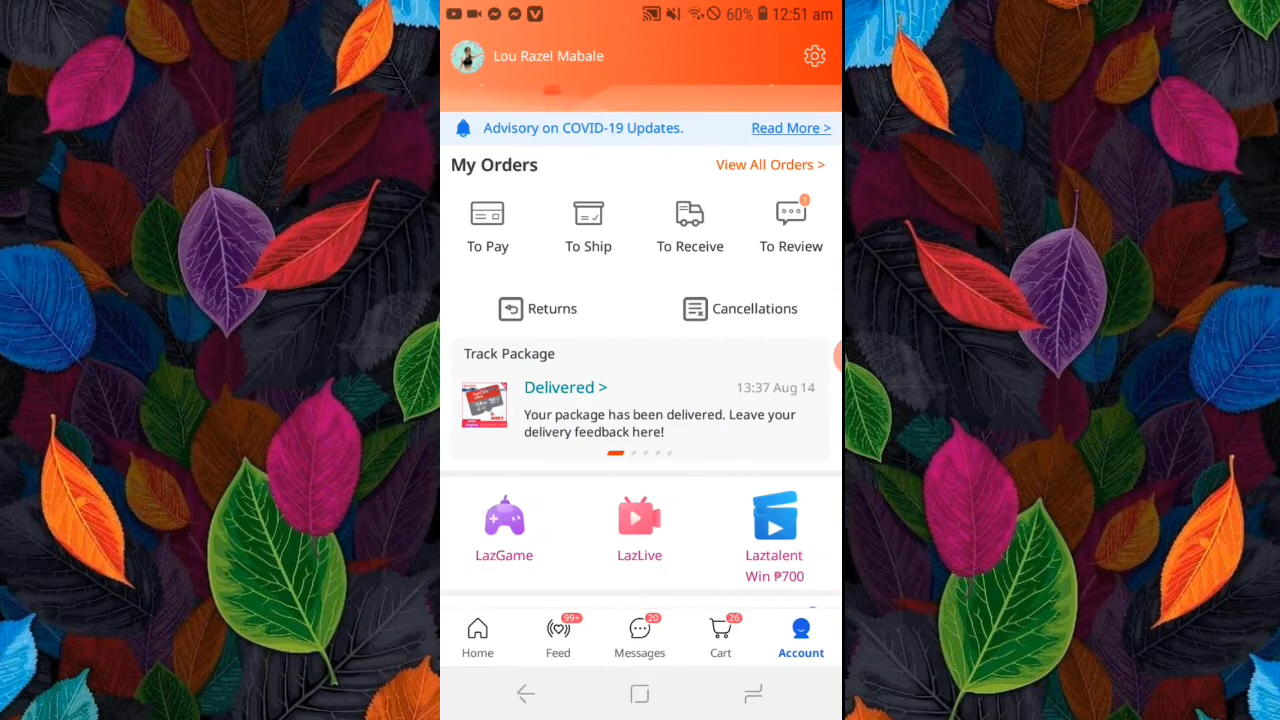 60% 12:51 am
Lou Razel Mabale
Advisory on COVID-19 Updates. Read More >
My Orders View All Orders >
1
To Pay To Ship To Receive To Review
Returns Cancellations
Track Package
Delivered > 13:37 Aug 14
Your package has been delivered. Leave your
delivery feedback here!
LazGame LazLive Laztalent
Win ₱700
99+ 20 26
Home Feed Messages Cart Account